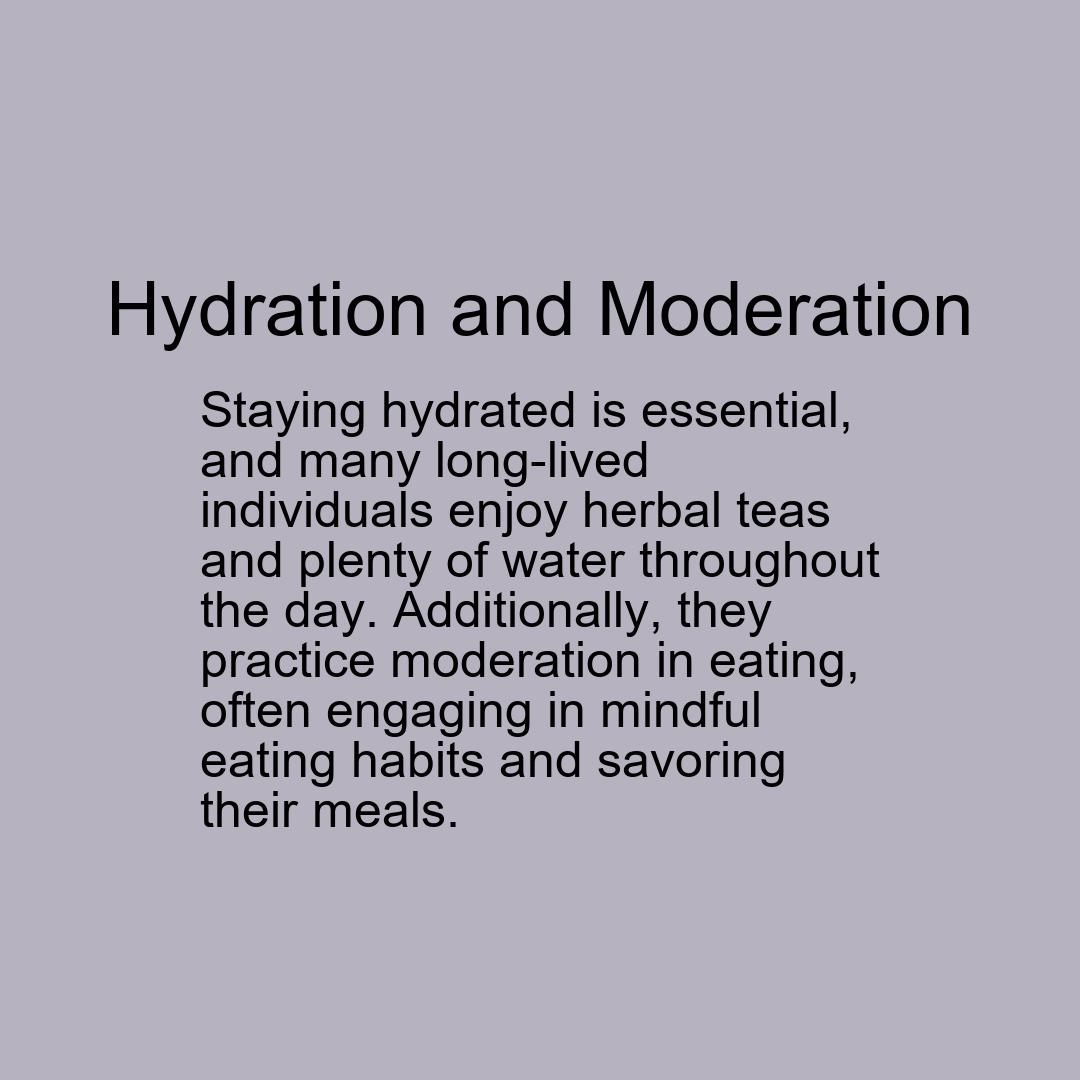 Hydration and Moderation
Staying hydrated is essential,
and many long-lived
individuals enjoy herbal teas
and plenty of water throughout
the day. Additionally, they
practice moderation in eating,
often engaging in mindful
eating habits and savoring
their meals.